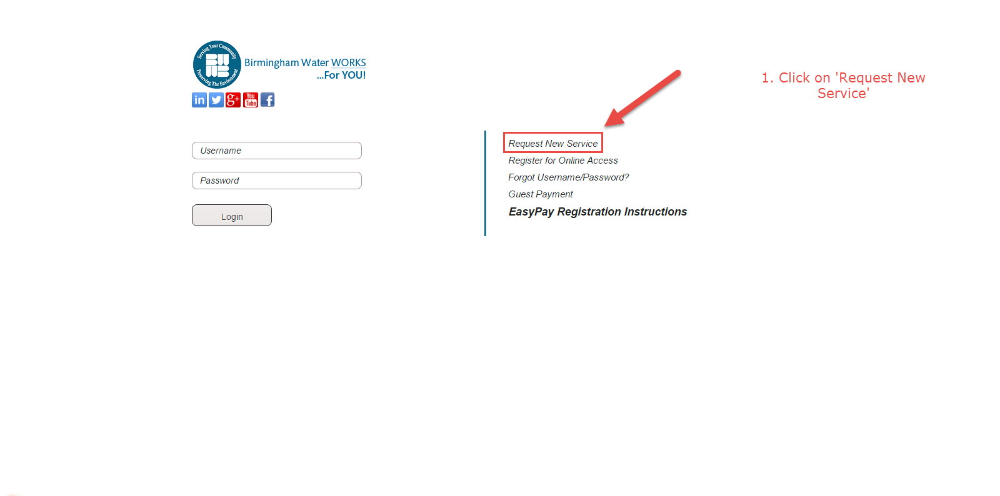 Serving Your Community
BWWB
Preserving The Environment
Birmingham Water WORKS
...For YOU!
in
g+
You
Tube
f
1. Click on 'Request New
Service'
Username
Password
Login
Request New Service
Register for Online Access
Forgot Username/Password?
Guest Payment
EasyPay Registration Instructions